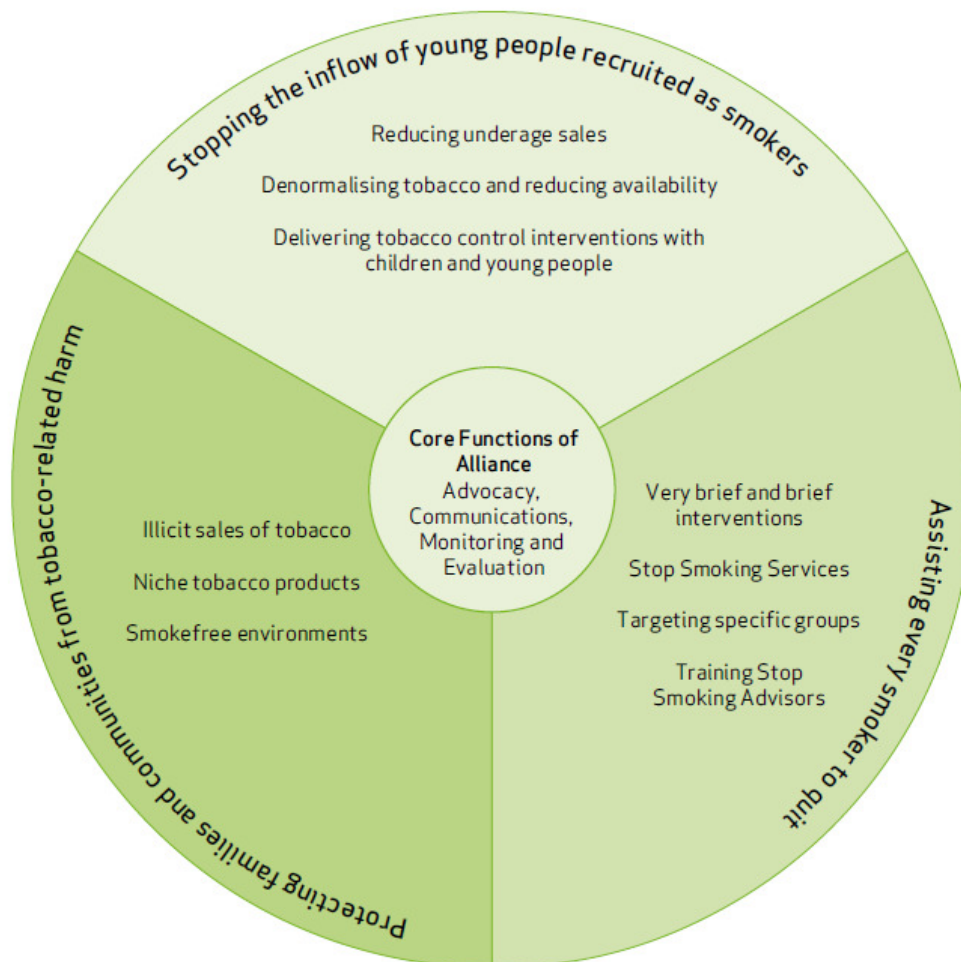 Stopping the inflow of young people recruited as smokers
Reducing underage sales
Denormalising tobacco and reducing availability
Delivering tobacco control interventions with
children and young people
Core Functions of
Alliance
Advocacy,
Communications,
Monitoring and
Evaluation
Assisting every smoker to quit
Very brief and brief
interventions
Stop Smoking Services
Targeting specific groups
Training Stop
Smoking Advisors
Protecting families and communities from tobacco-related harm
Illicit sales of tobacco
Niche tobacco products
Smokefree environments